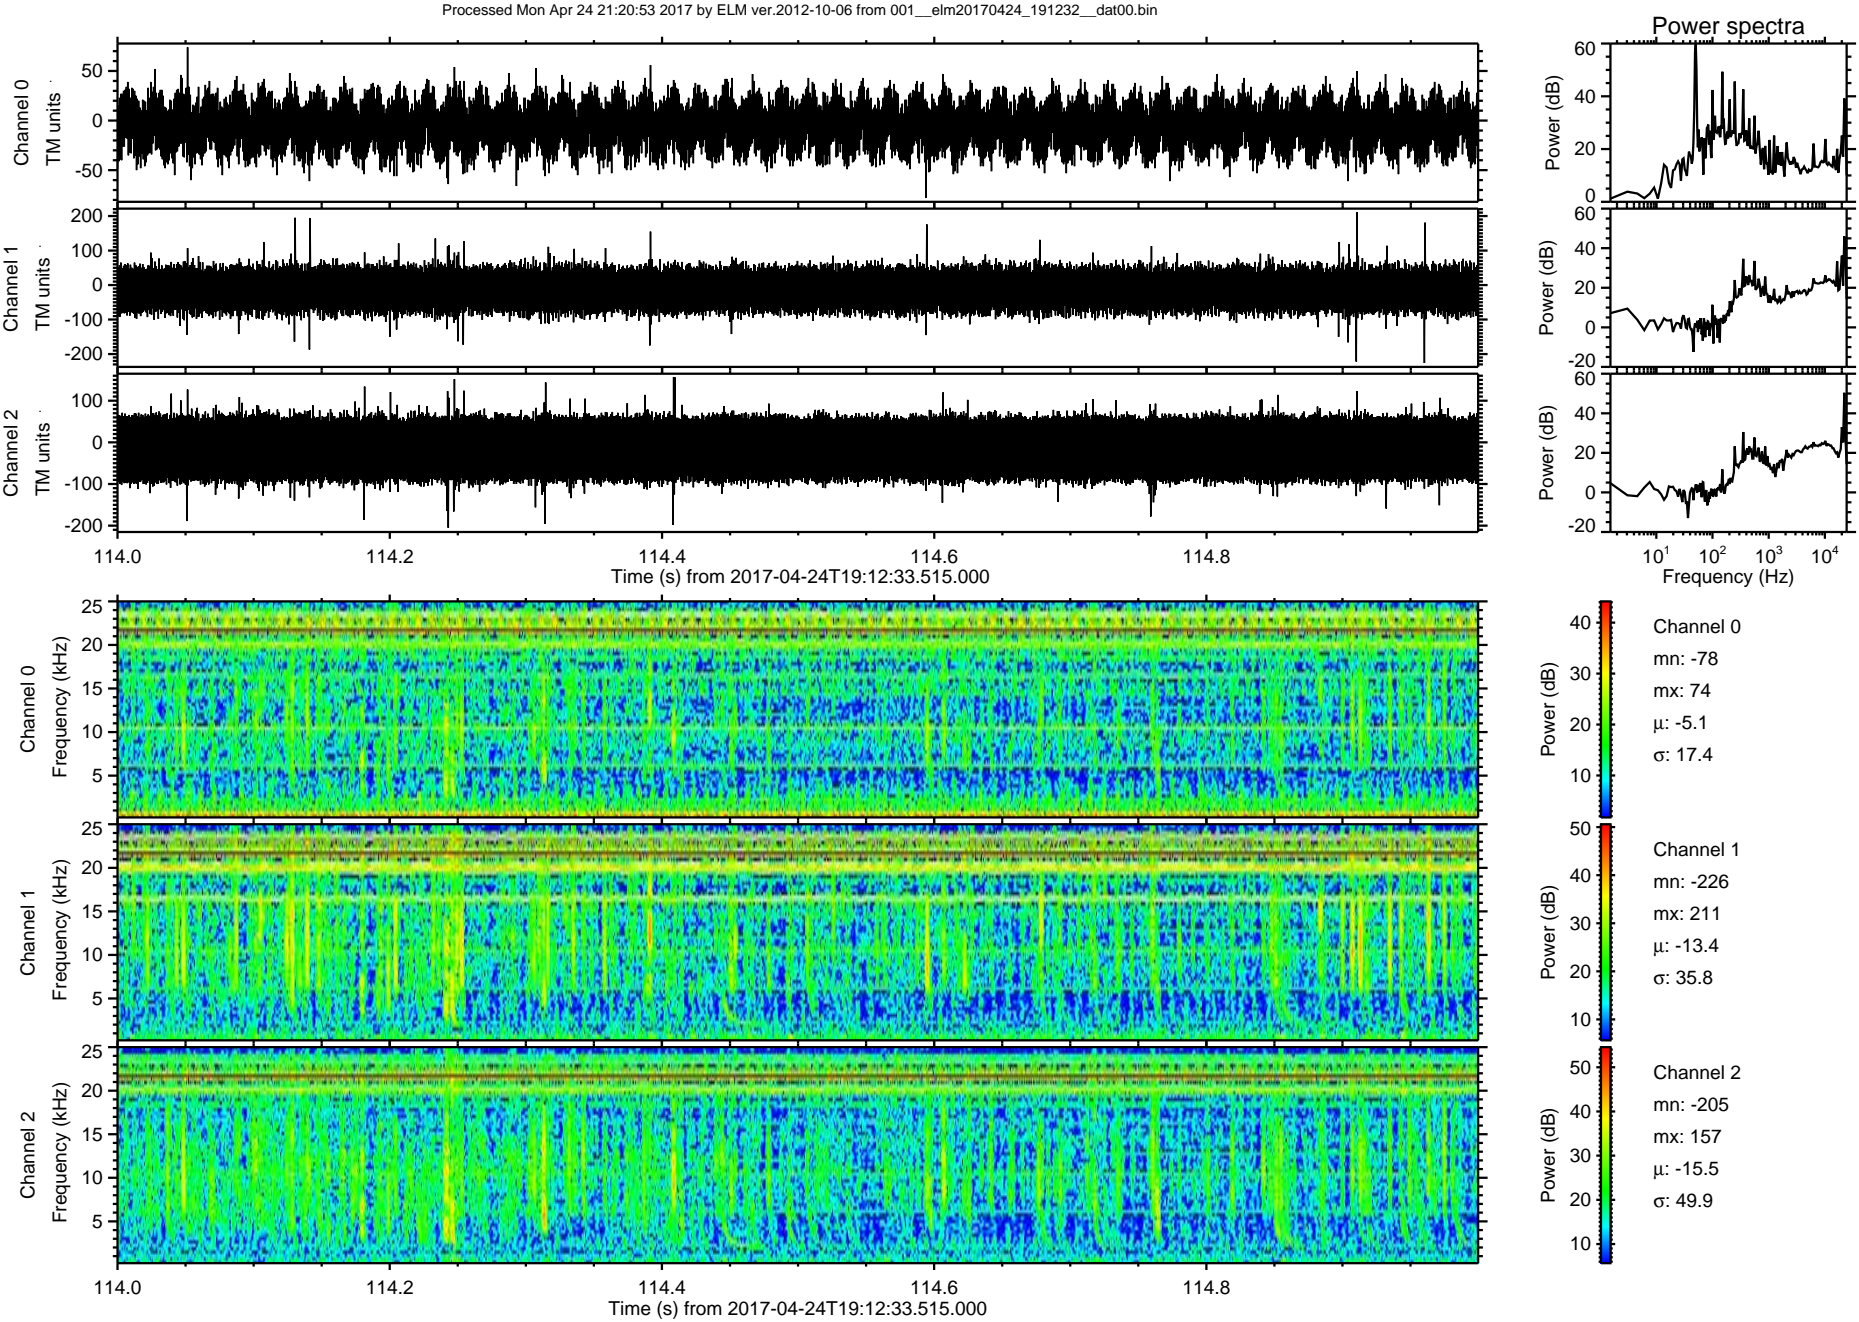 Processed Mon Apr 24 21:20:53 2017 by ELM ver.2012-10-06 from 001__elm20170424_191232__dat00.bin
Power spectra
Channel 0
TM units
50
0
-50
Power (dB)
60
40
20
0
Channel 1
TM units
200
100
0
-100
-200
Power (dB)
60
40
20
0
-20
Channel 2
TM units
100
0
-100
-200
Power (dB)
60
40
20
0
-20
114.0 114.2 114.4 114.6 114.8
Time (s) from 2017-04-24T19:12:33.515.000
10¹ 10² 10³ 10⁴
Frequency (Hz)
Channel 0
Frequency (kHz)
25
20
15
10
5
Power (dB)
40
30
20
10
Channel 0
mn: -78
mx: 74
µ: -5.1
σ: 17.4
Channel 1
Frequency (kHz)
25
20
15
10
5
Power (dB)
50
40
30
20
10
Channel 1
mn: -226
mx: 211
µ: -13.4
σ: 35.8
Channel 2
Frequency (kHz)
25
20
15
10
5
Power (dB)
50
40
30
20
10
Channel 2
mn: -205
mx: 157
µ: -15.5
σ: 49.9
114.0 114.2 114.4 114.6 114.8
Time (s) from 2017-04-24T19:12:33.515.000